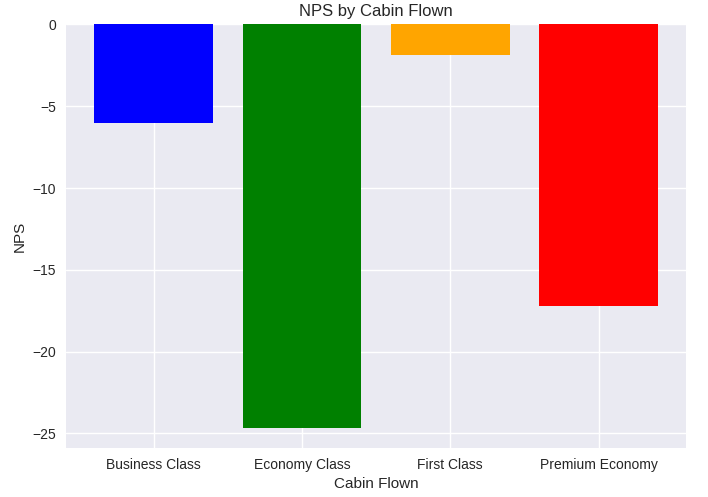 NPS by Cabin Flown
0
−5
−10
−15
−20
−25
NPS
Business Class
Economy Class
First Class
Premium Economy
Cabin Flown